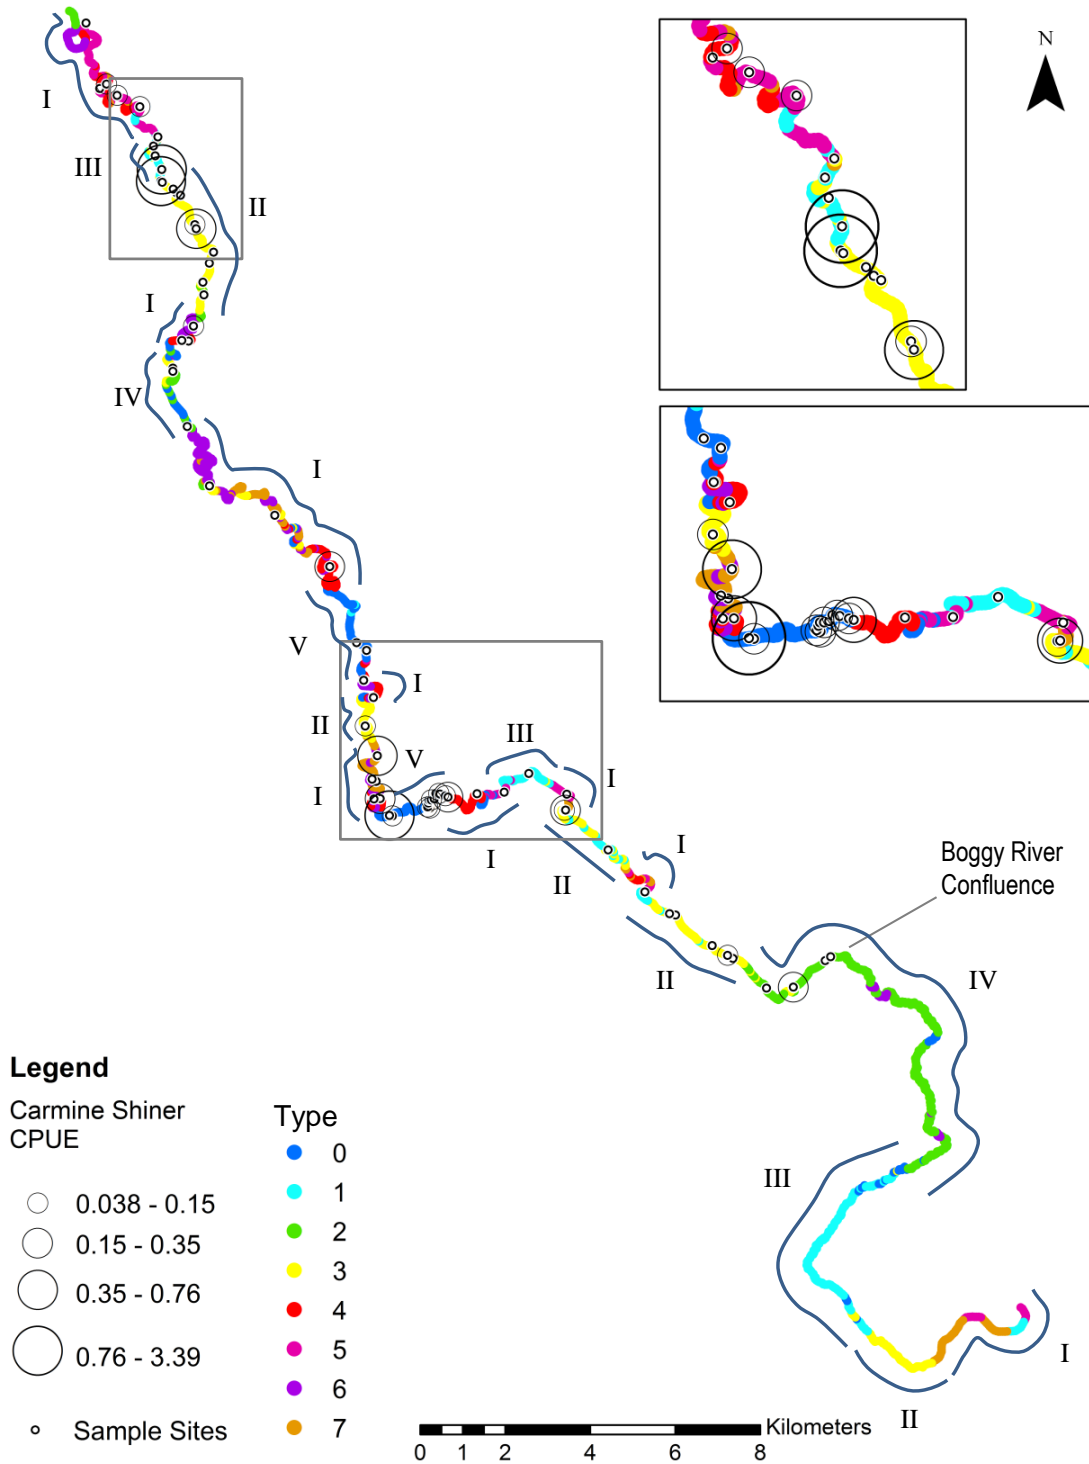 N
I
III
II
I
IV
I
V
I
II
III
V
I
I
I
II
I
Boggy River
Confluence
II
IV
III
I
II
Legend
Carmine Shiner
CPUE
0.038 - 0.15
0.15 - 0.35
0.35 - 0.76
0.76 - 3.39
Sample Sites
Type
0
1
2
3
4
5
6
7
Kilometers
0 1 2 4 6 8